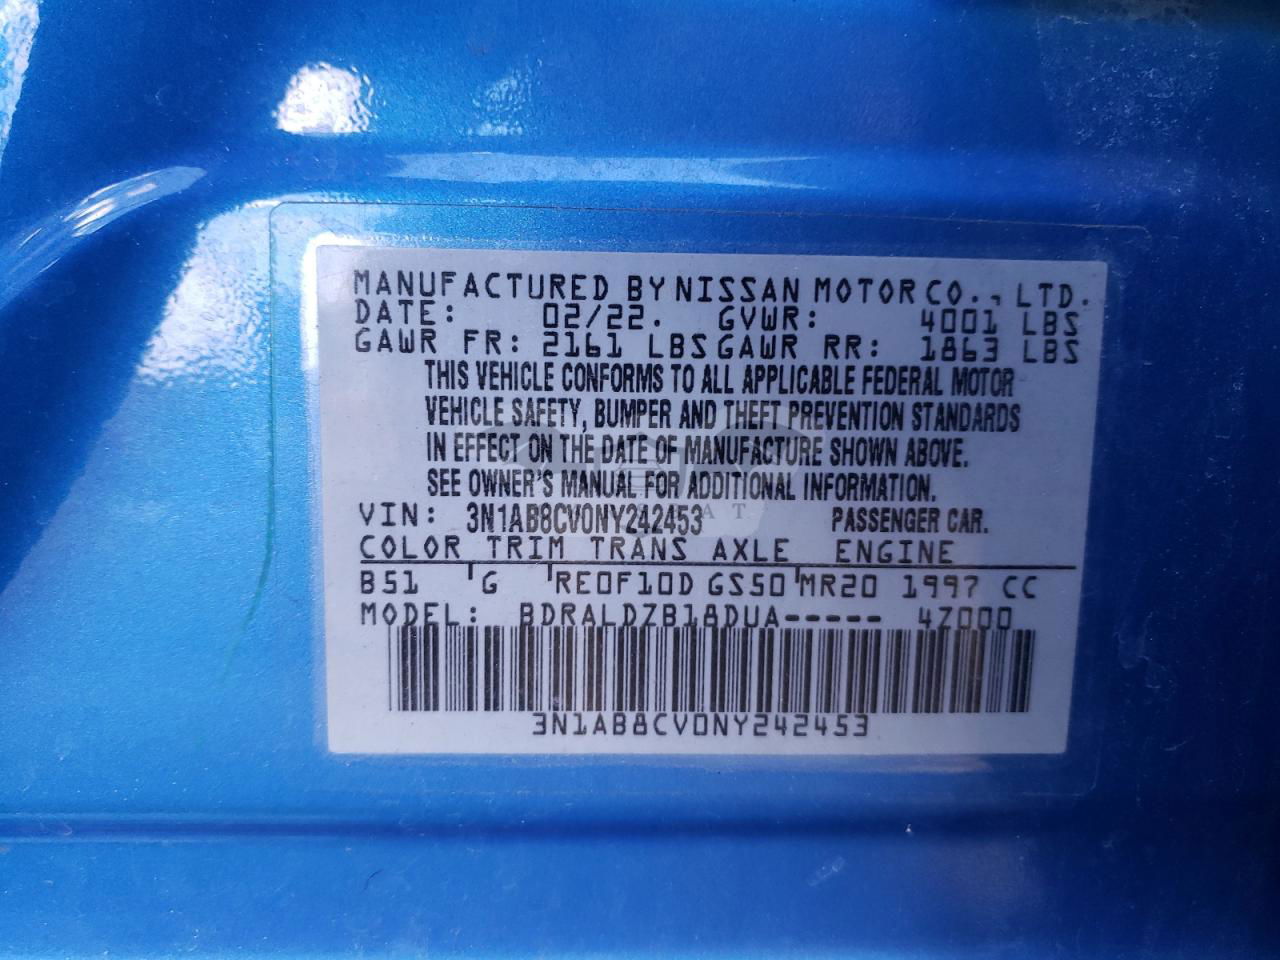 MANUFACTURED BY NISSAN MOTOR CO., LTD.
DATE: 02/22. GVWR: 4001 LBS
GAWR FR: 2161 LBS GAWR RR: 1863 LBS
THIS VEHICLE CONFORMS TO ALL APPLICABLE FEDERAL MOTOR
VEHICLE SAFETY, BUMPER AND THEFT PREVENTION STANDARDS
IN EFFECT ON THE DATE OF MANUFACTURE SHOWN ABOVE.
SEE OWNER'S MANUAL FOR ADDITIONAL INFORMATION.
VIN: 3N1AB8CV0NY242453 PASSENGER CAR.
COLOR TRIM TRANS AXLE ENGINE
B51 G RE0F10D GS50 MR20 1997 CC
MODEL: BDRALDZB18DUA----- 4Z000
3N1AB8CV0NY242453